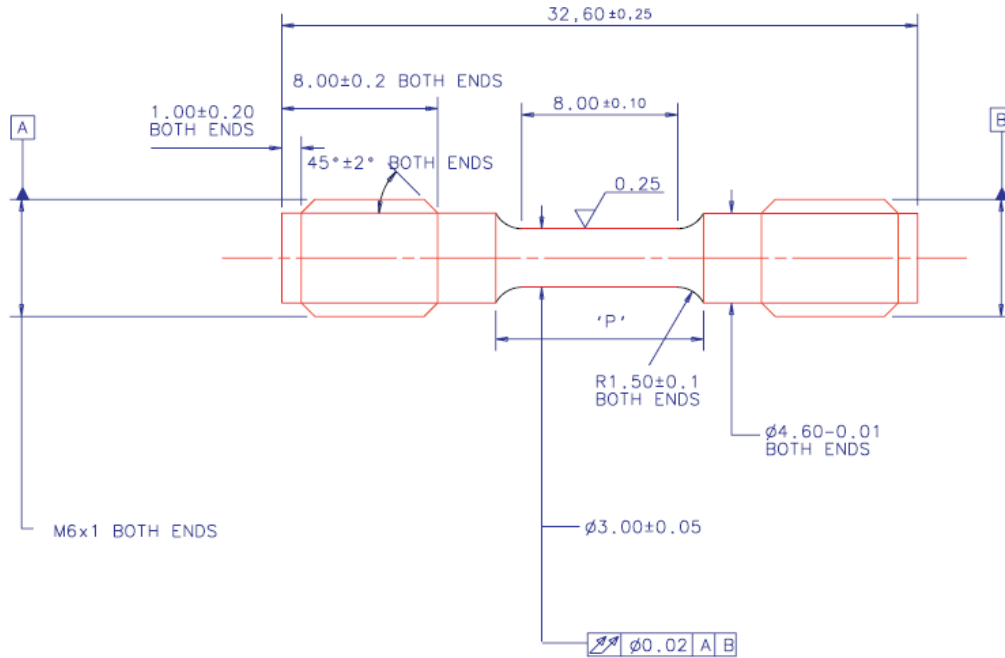 32,60±0.25
8.00±0.2 BOTH ENDS
8.00±0.10
1.00±0.20
BOTH ENDS
A
B
45°±2° BOTH ENDS
0.25
'P'
R1.50±0.1
BOTH ENDS
Ø4.60-0.01
BOTH ENDS
M6x1 BOTH ENDS
Ø3.00±0.05
Ø0.02 A B